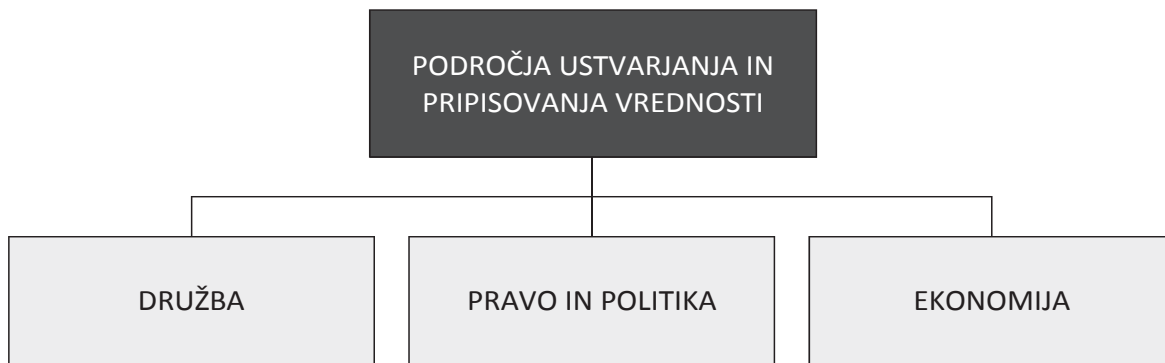 PODROČJA USTVARJANJA IN
PRIPISOVANJA VREDNOSTI
DRUŽBA
PRAVO IN POLITIKA
EKONOMIJA